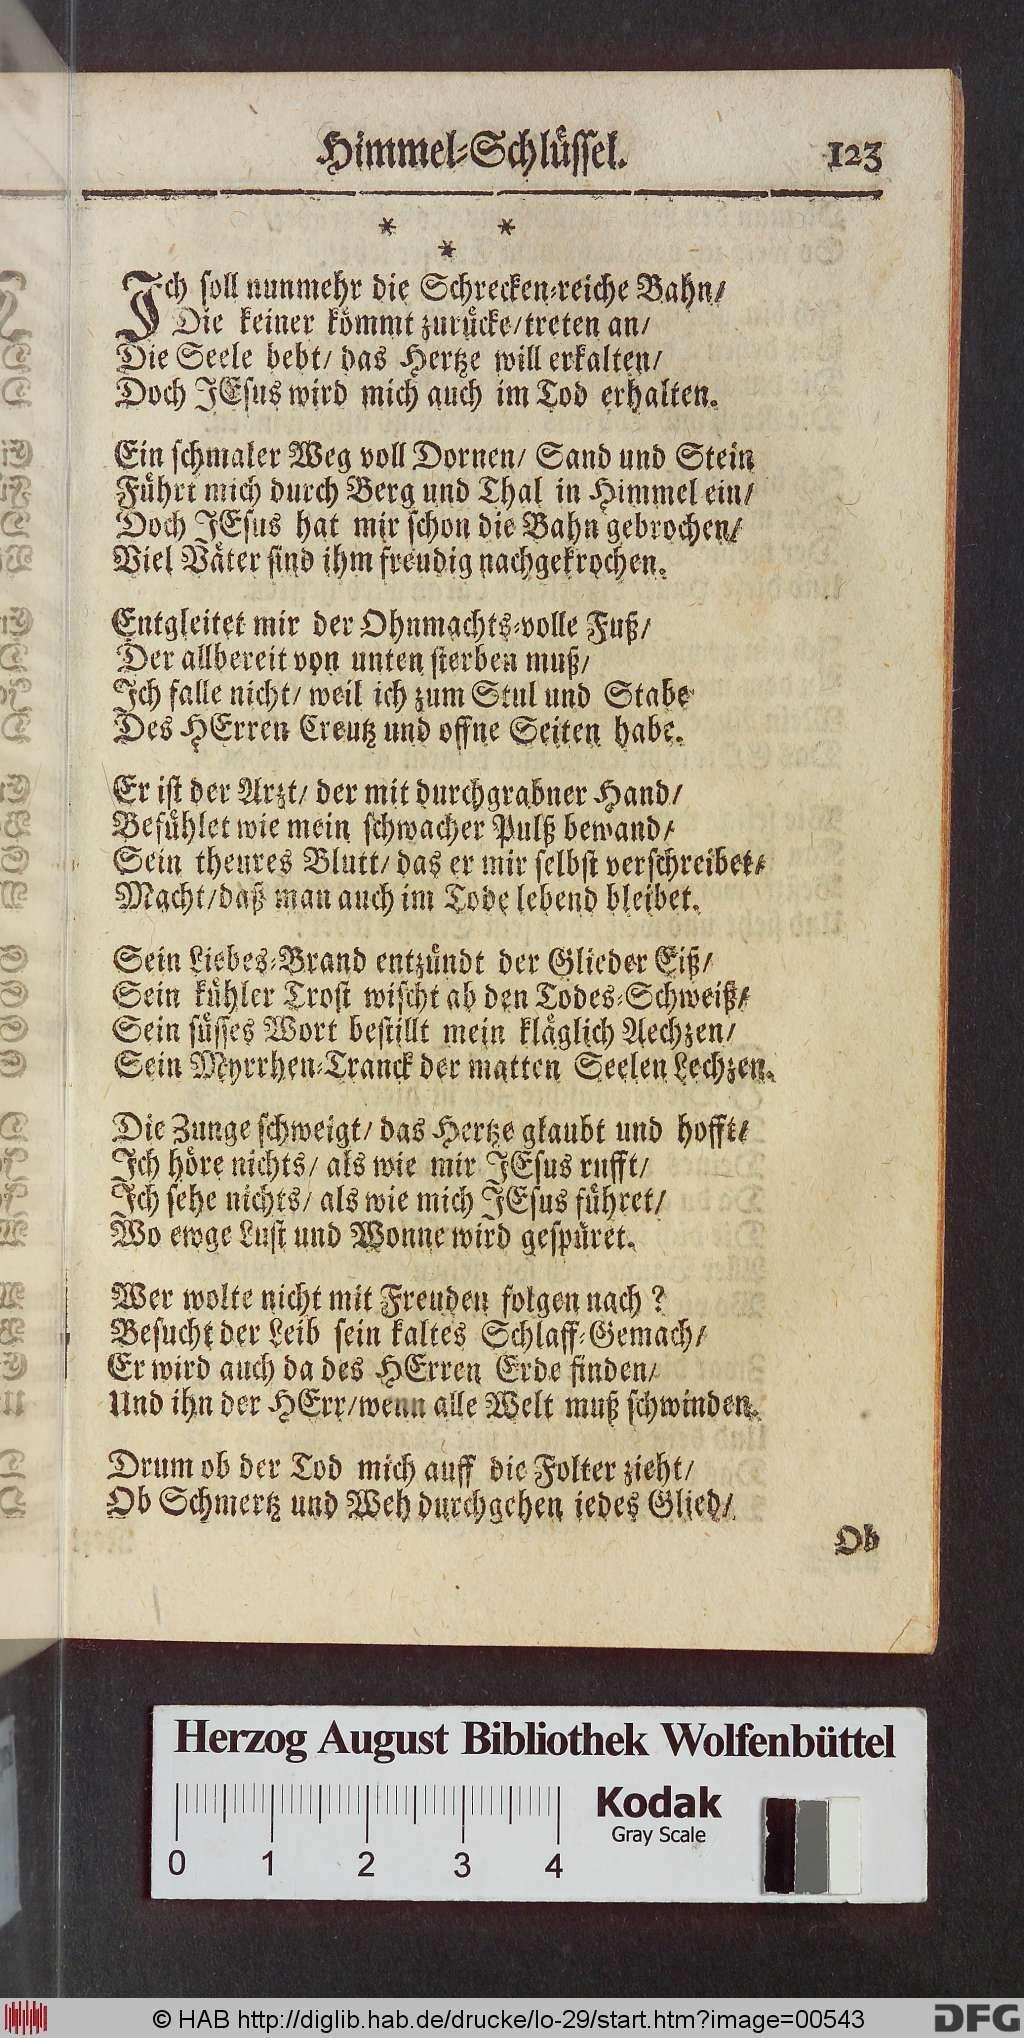 Himmel-Schlüssel. 123
* * *
Ich soll nunmehr die Schrecken-reiche Bahn/
Die keiner kömmt zurücke/treten an/
Die Seele bebt/ das Hertze will erkalten/
Doch JEsus wird mich auch im Tod erhalten.
Ein schmaler Weg voll Dornen/ Sand und Stein
Führt mich durch Berg und Thal in Himmel ein/
Doch JEsus hat mir schon die Bahn gebrochen/
Viel Väter sind ihm freudig nachgekrochen.
Entgleitet mir der Ohnmachts-volle Fuß/
Der allbereit von unten sterben muß/
Ich falle nicht/ weil ich zum Stul und Stabe
Des HErren Creutz und offne Seiten habe.
Er ist der Arzt/ der mit durchgrabner Hand/
Befühlet wie mein schwacher Pulß bewand/
Sein theures Blutt/ das er mir selbst verschreibet/
Macht/daß man auch im Tode lebend bleibet.
Sein Liebes-Brand entzündt der Glieder Eiß/
Sein kühler Trost wischt ab den Todes-Schweiß/
Sein süsses Wort bestillt mein kläglich Aechzen/
Sein Myrrhen-Tranck der matten Seelen Lechzen.
Die Zunge schweigt/ das Hertze glaubt und hofft/
Ich höre nichts/ als wie mir JEsus rufft/
Ich sehe nichts/ als wie mich JEsus führet/
Wo ewge Lust und Wonne wird gespüret.
Wer wolte nicht mit Freuden folgen nach?
Besucht der Leib sein kaltes Schlaff-Gemach/
Er wird auch da des HErren Erde finden/
Und ihn der HErr/wenn alle Welt muß schwinden.
Drum ob der Tod mich auff die Folter zieht/
Ob Schmertz und Weh durchgehen iedes Glied/
Ob
Herzog August Bibliothek Wolfenbüttel
Kodak
Gray Scale
0 1 2 3 4
© HAB http://diglib.hab.de/drucke/lo-29/start.htm?image=00543
DFG